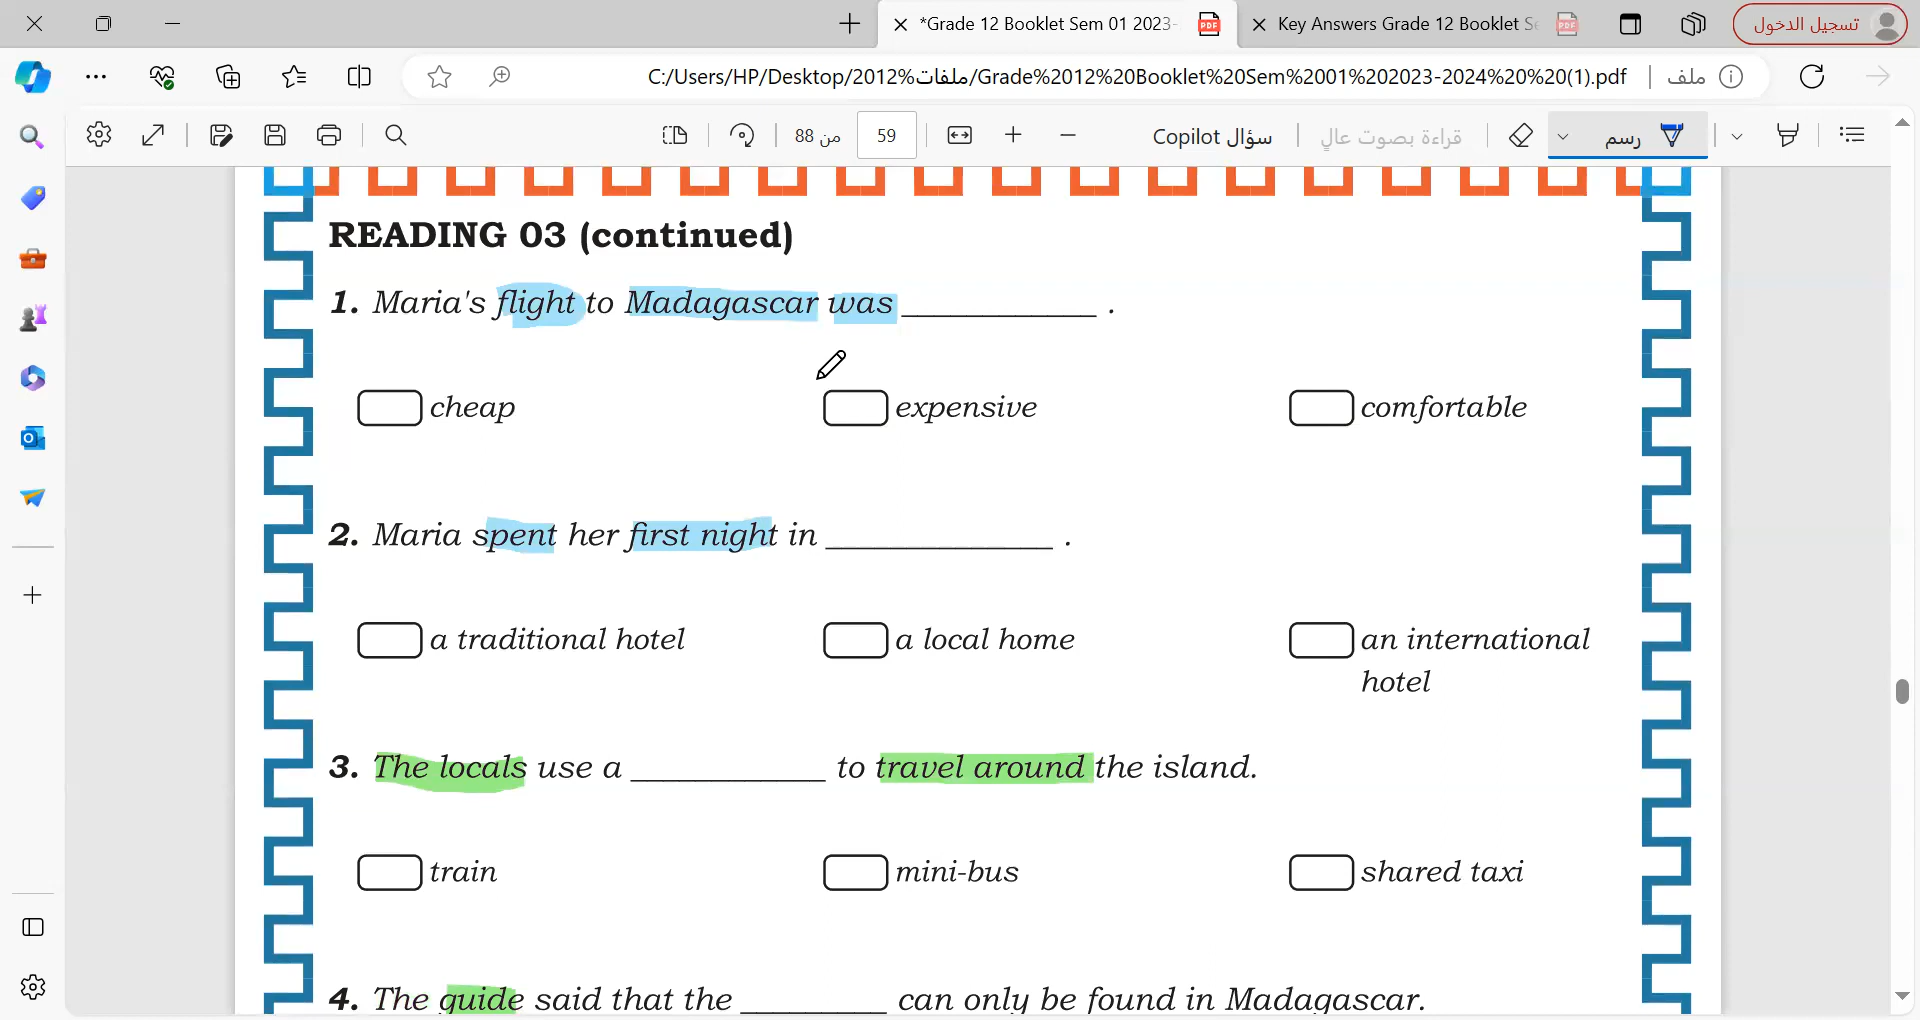 *Grade 12 Booklet Sem 01 2023-
Key Answers Grade 12 Booklet Se
تسجيل الدخول
C:/Users/HP/Desktop/2012%ملفات/Grade%2012%20Booklet%20Sem%2001%202023-2024%20%20(1).pdf
ملف
88 من
59
سؤال Copilot
قراءة بصوت عالٍ
رسم
READING 03 (continued)
1. Maria's flight to Madagascar was ____________ .
cheap
expensive
comfortable
2. Maria spent her first night in ______________ .
a traditional hotel
a local home
an international
hotel
3. The locals use a ____________ to travel around the island.
train
mini-bus
shared taxi
4. The guide said that the _________ can only be found in Madagascar.